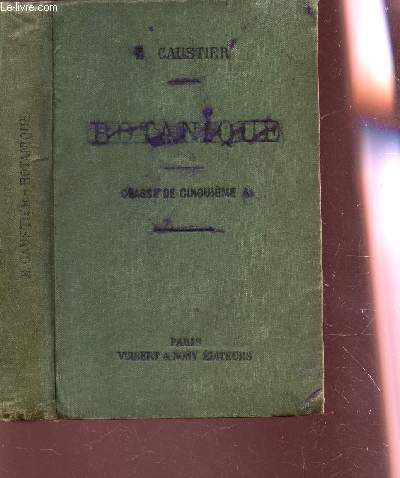 E. CAUSTIER - BOTANIQUE
E. CAUSTIER
BOTANIQUE
CLASSE DE CINQUIÈME A
PARIS
VUIBERT & NONY ÉDITEURS
Le-livre.com